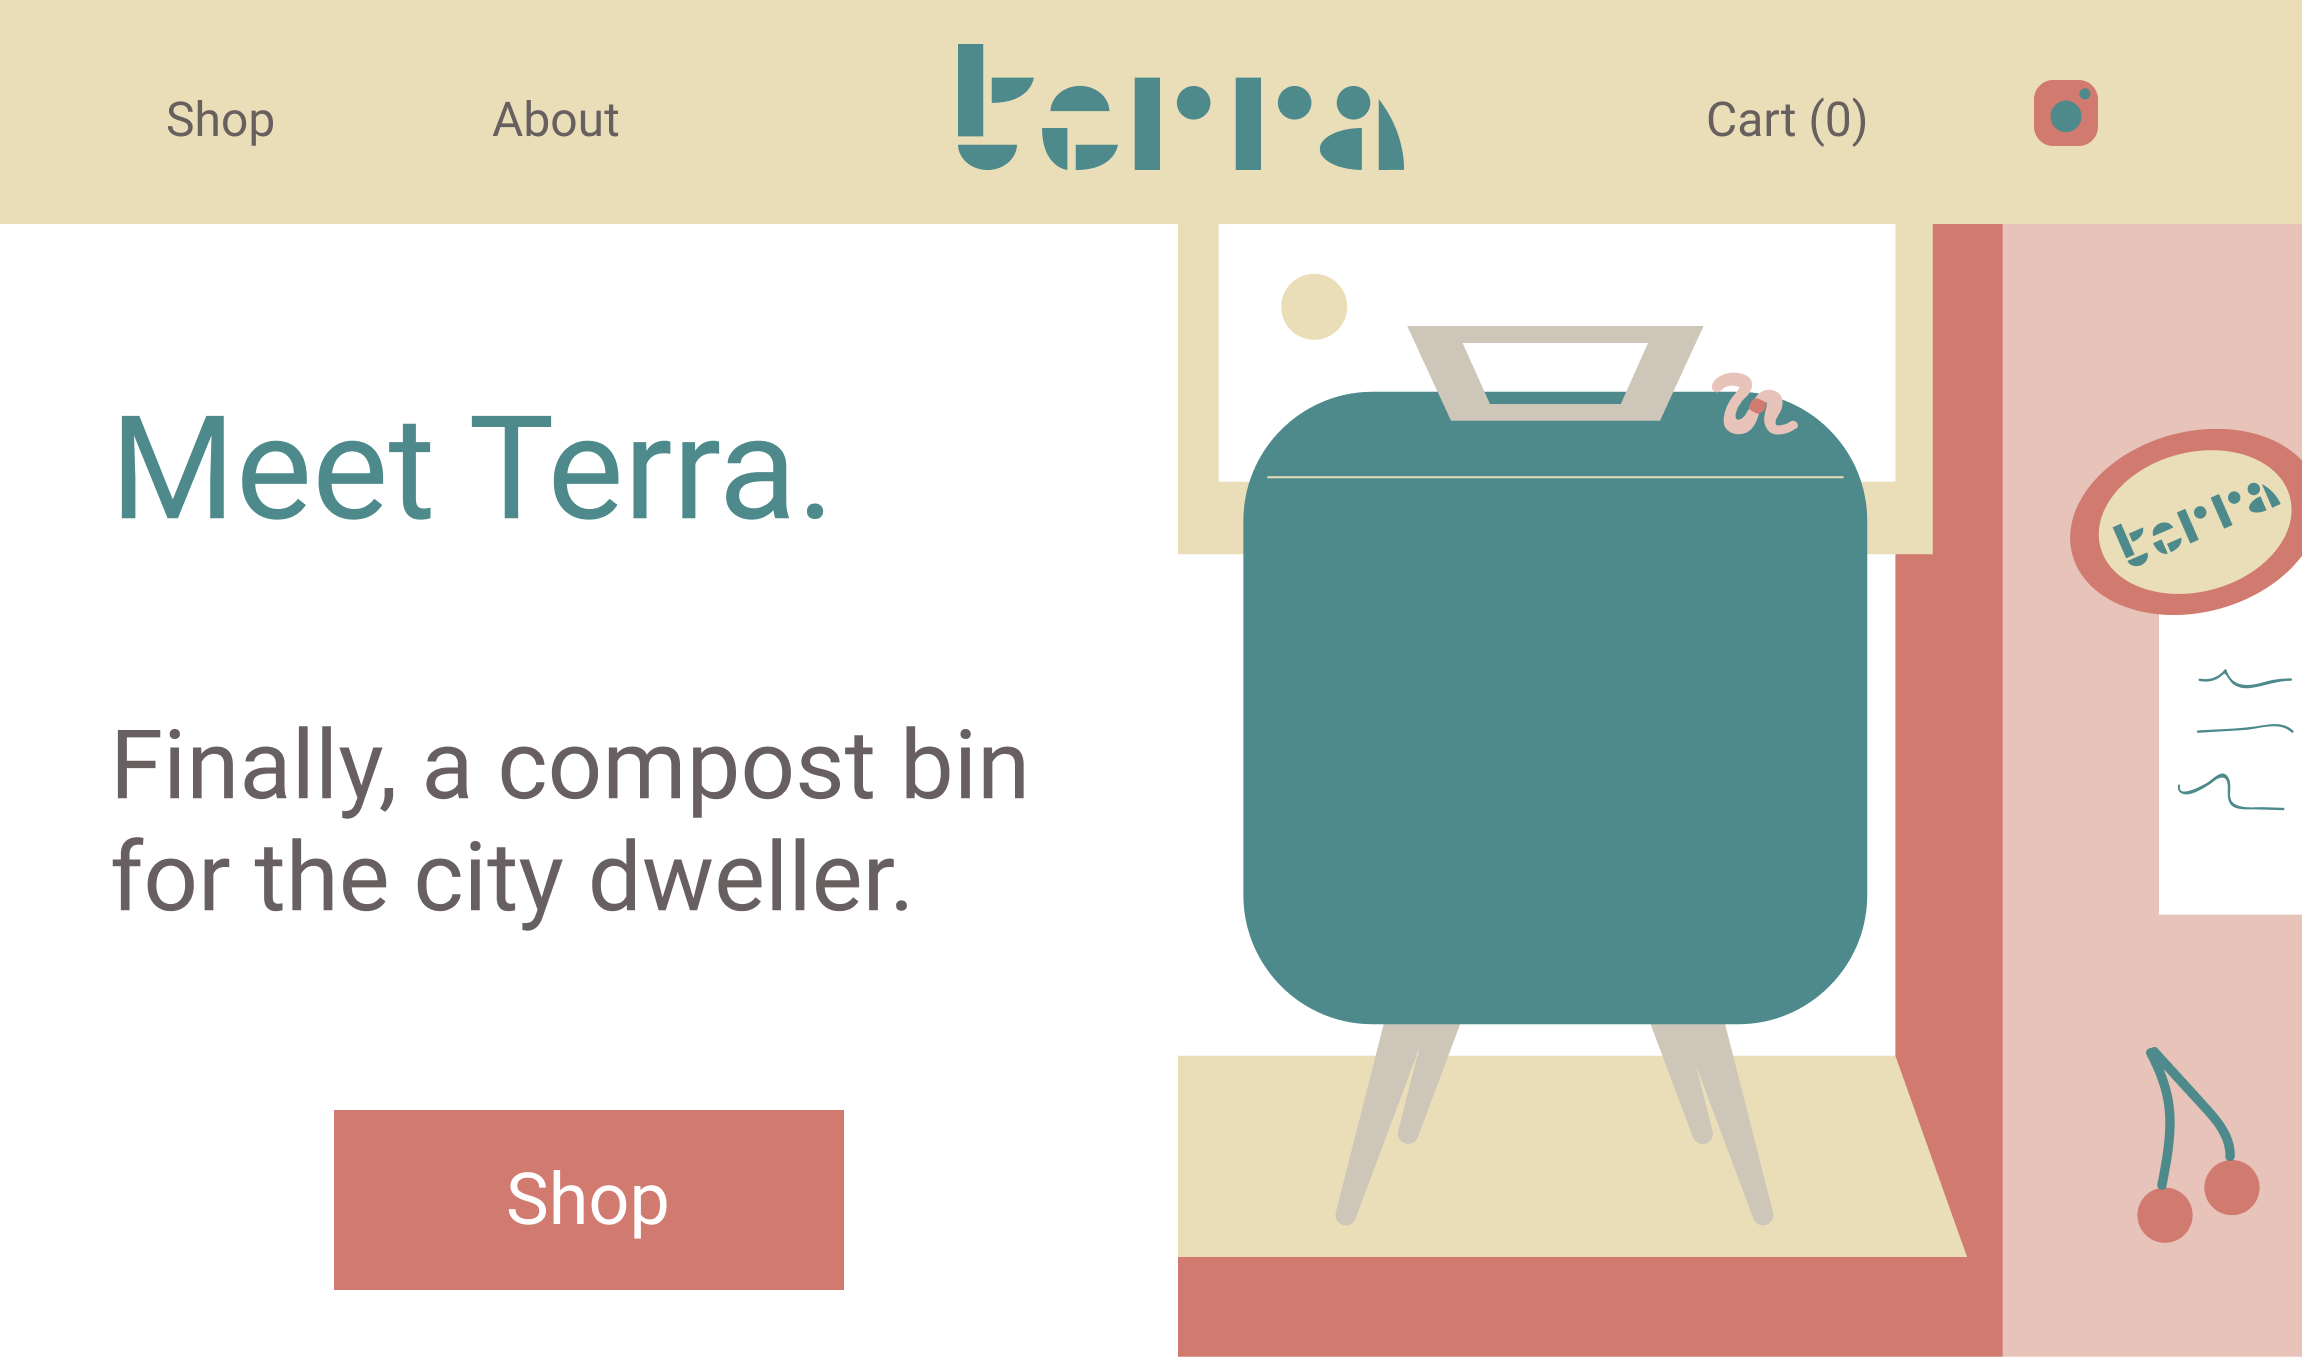 Shop
About
terra
Cart (0)
Meet Terra.
Finally, a compost bin
for the city dweller.
Shop
terra